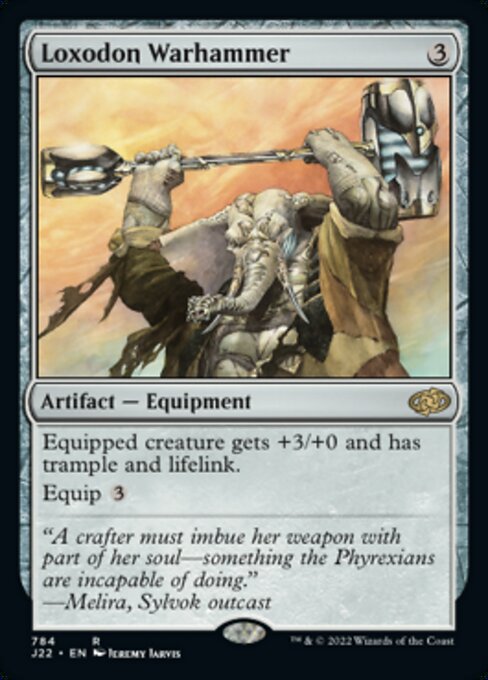 Loxodon Warhammer 3
Artifact — Equipment
Equipped creature gets +3/+0 and has
trample and lifelink.
Equip 3
“A crafter must imbue her weapon with
part of her soul—something the Phyrexians
are incapable of doing.”
—Melira, Sylvok outcast
784 R
J22 • EN Jeremy Jarvis
™ & © 2022 Wizards of the Coast